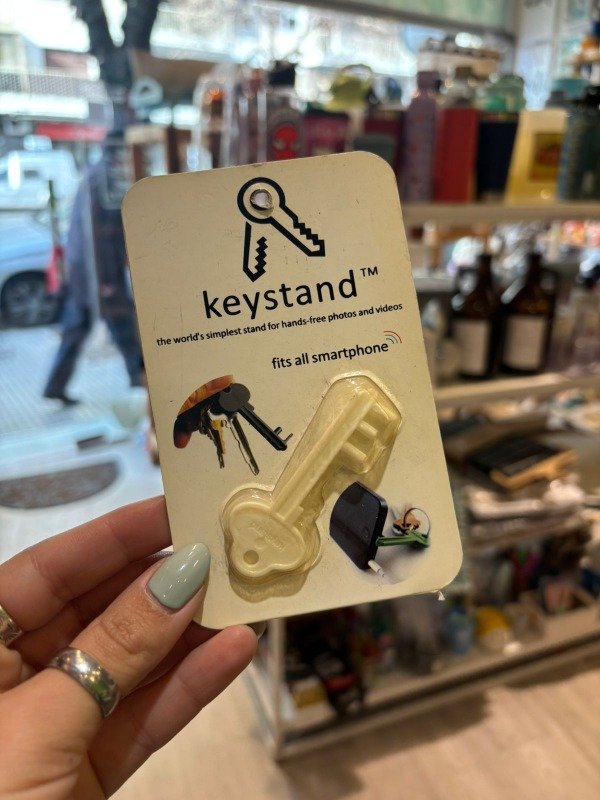 keystand™
the world's simplest stand for hands-free photos and videos
fits all smartphone